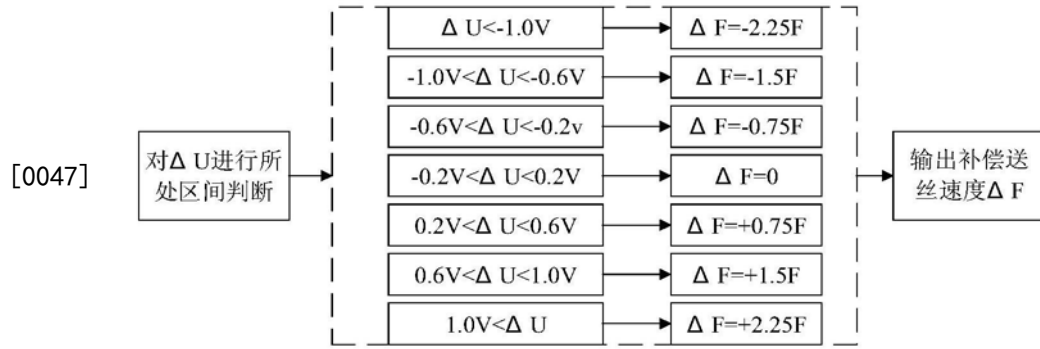 Δ U<-1.0V
Δ F=-2.25F
-1.0V<Δ U<-0.6V
Δ F=-1.5F
-0.6V<Δ U<-0.2v
Δ F=-0.75F
[0047]
对Δ U进行所
处区间判断
-0.2V<Δ U<0.2V
Δ F=0
输出补偿送
丝速度Δ F
0.2V<Δ U<0.6V
Δ F=+0.75F
0.6V<Δ U<1.0V
Δ F=+1.5F
1.0V<Δ U
Δ F=+2.25F